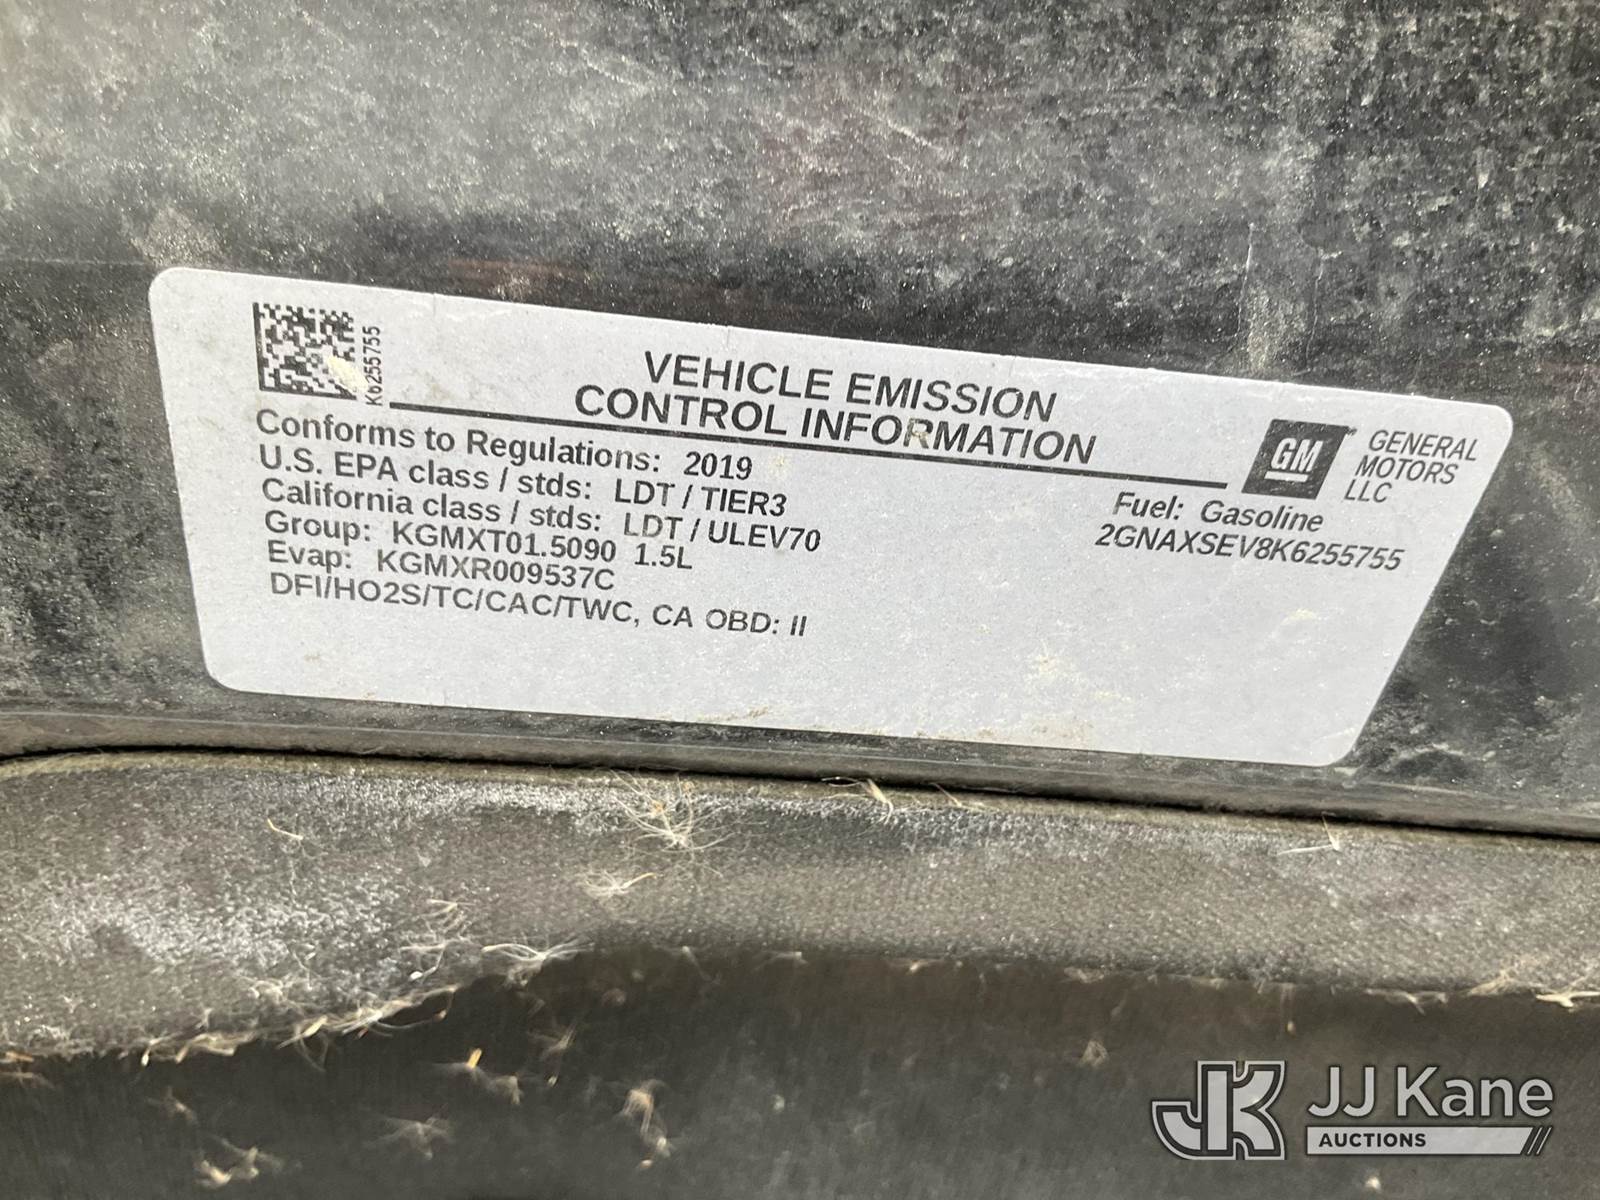 K6255755
VEHICLE EMISSION
CONTROL INFORMATION
Conforms to Regulations: 2019
U.S. EPA class / stds: LDT / TIER3
California class / stds: LDT / ULEV70
Group: KGMXT01.5090 1.5L
Evap: KGMXR009537C
DFI/HO2S/TC/CAC/TWC, CA OBD: II
GM
GENERAL
MOTORS
LLC
Fuel: Gasoline
2GNAXSEV8K6255755
JK JJ Kane
AUCTIONS